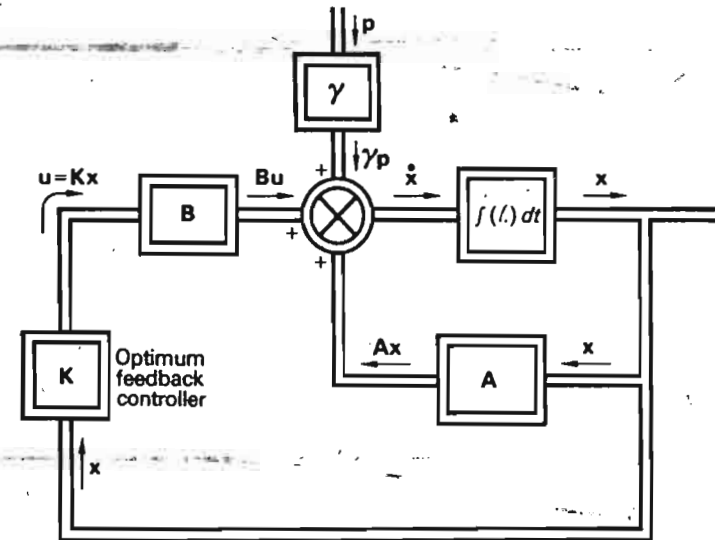 p
γ
γp
u=Kx
Bu
ẋ
x
B
+
+
+
∫(.) dt
Ax
x
A
K
Optimum
feedback
controller
x